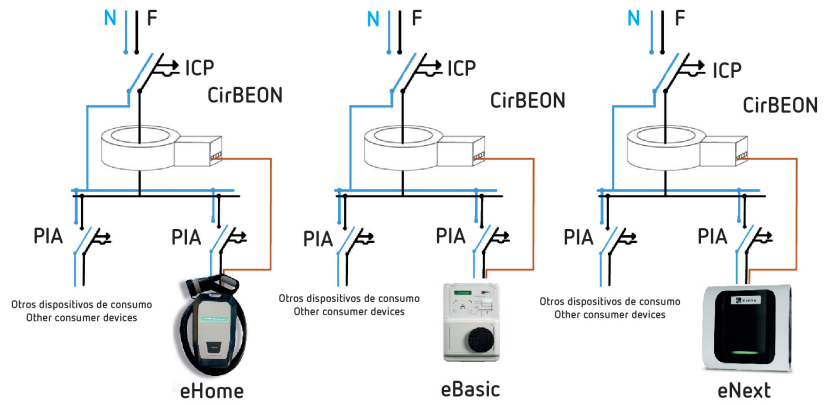 N F
ICP
CirBEON
PIA
PIA
Otros dispositivos de consumo
Other consumer devices
eHome
N F
ICP
CirBEON
PIA
PIA
Otros dispositivos de consumo
Other consumer devices
eBasic
N F
ICP
CirBEON
PIA
PIA
Otros dispositivos de consumo
Other consumer devices
eNext